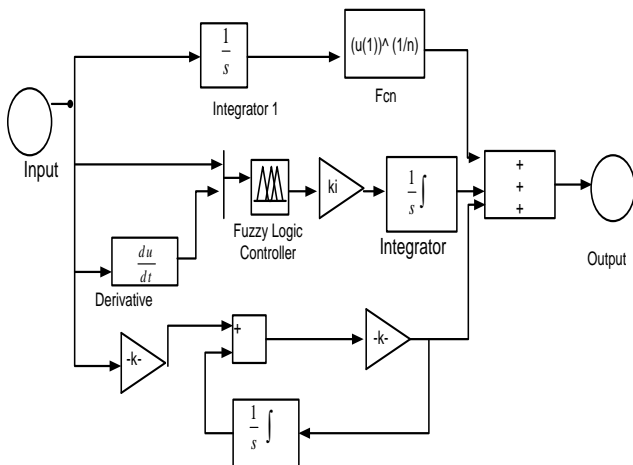 1
s
Integrator 1
(u(1))^ (1/n)
Fcn
Input
Fuzzy Logic
Controller
ki
1
s ∫
Integrator
+
+
+
Output
du
dt
Derivative
-k-
+
-k-
1
s ∫